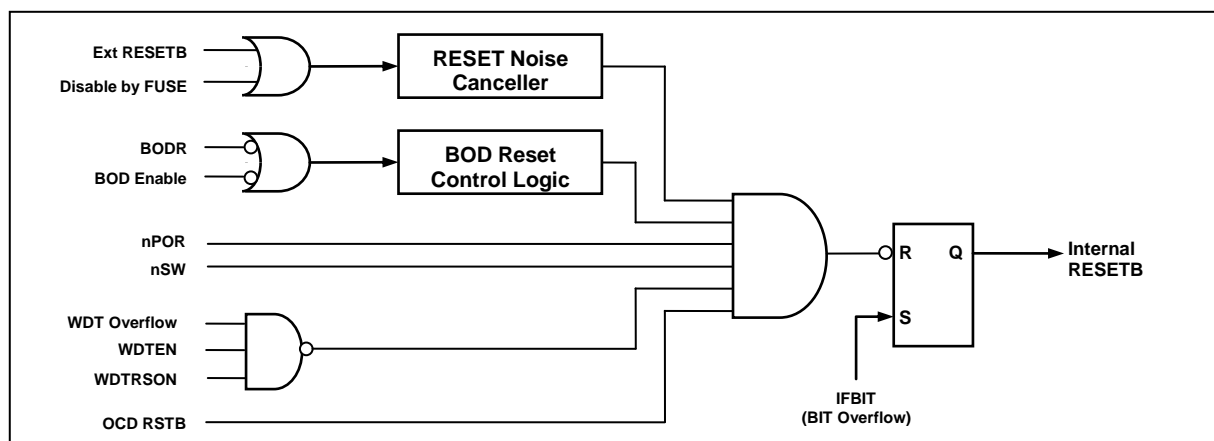 Ext RESETB
Disable by FUSE
RESET Noise
Canceller
BODR
BOD Enable
BOD Reset
Control Logic
nPOR
nSW
WDT Overflow
WDTEN
WDTRSON
OCD RSTB
R
Q
S
Internal
RESETB
IFBIT
(BIT Overflow)